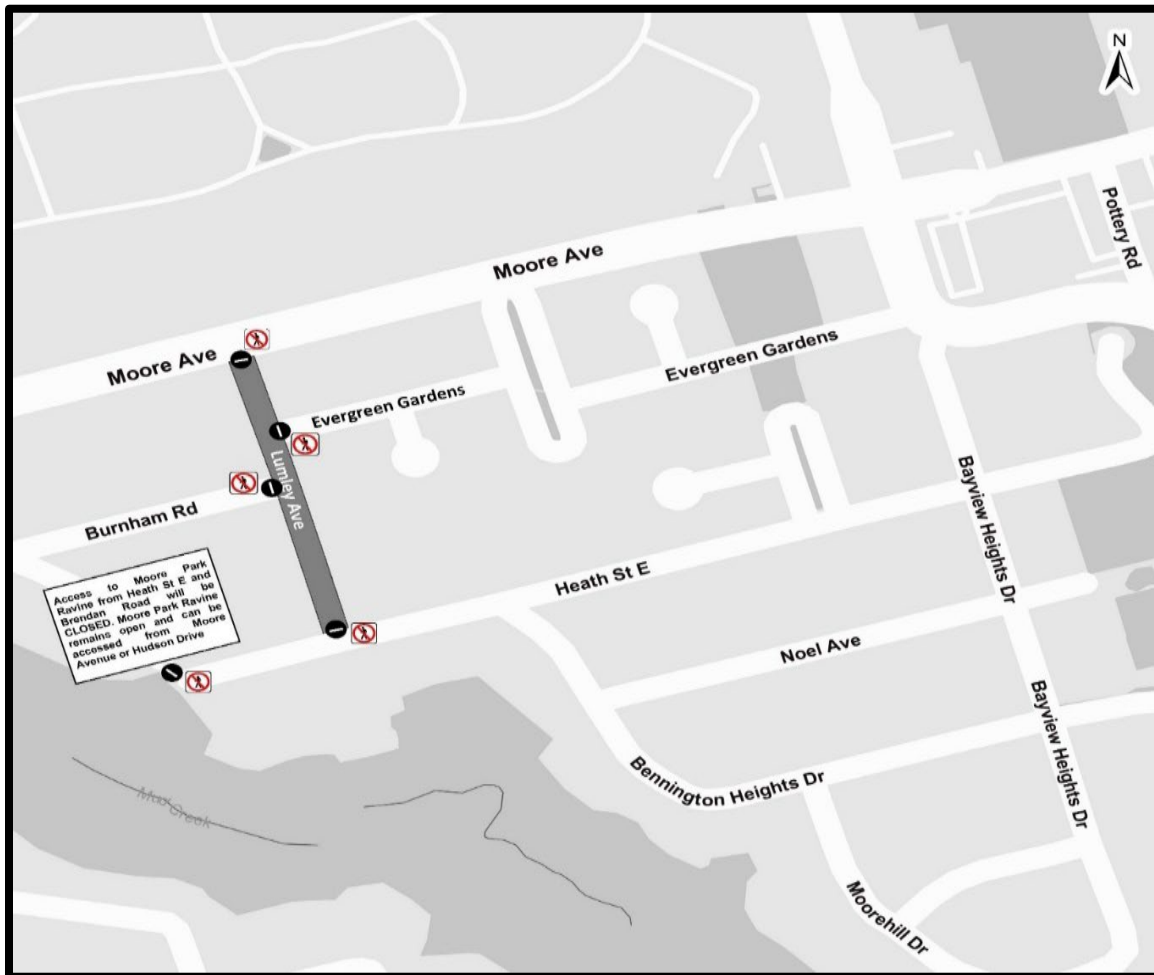 N
Pottery Rd
Moore Ave
Moore Ave
Evergreen Gardens
Evergreen Gardens
Lumley Ave
Burnham Rd
Bayview Heights Dr
Heath St E
Access to Moore Park
Ravine from Heath St E and
Brendan Road will be
CLOSED. Moore Park Ravine
remains open and can be
accessed from Moore
Avenue or Hudson Drive
Noel Ave
Bayview Heights Dr
Bennington Heights Dr
Mud Creek
Moorehill Dr